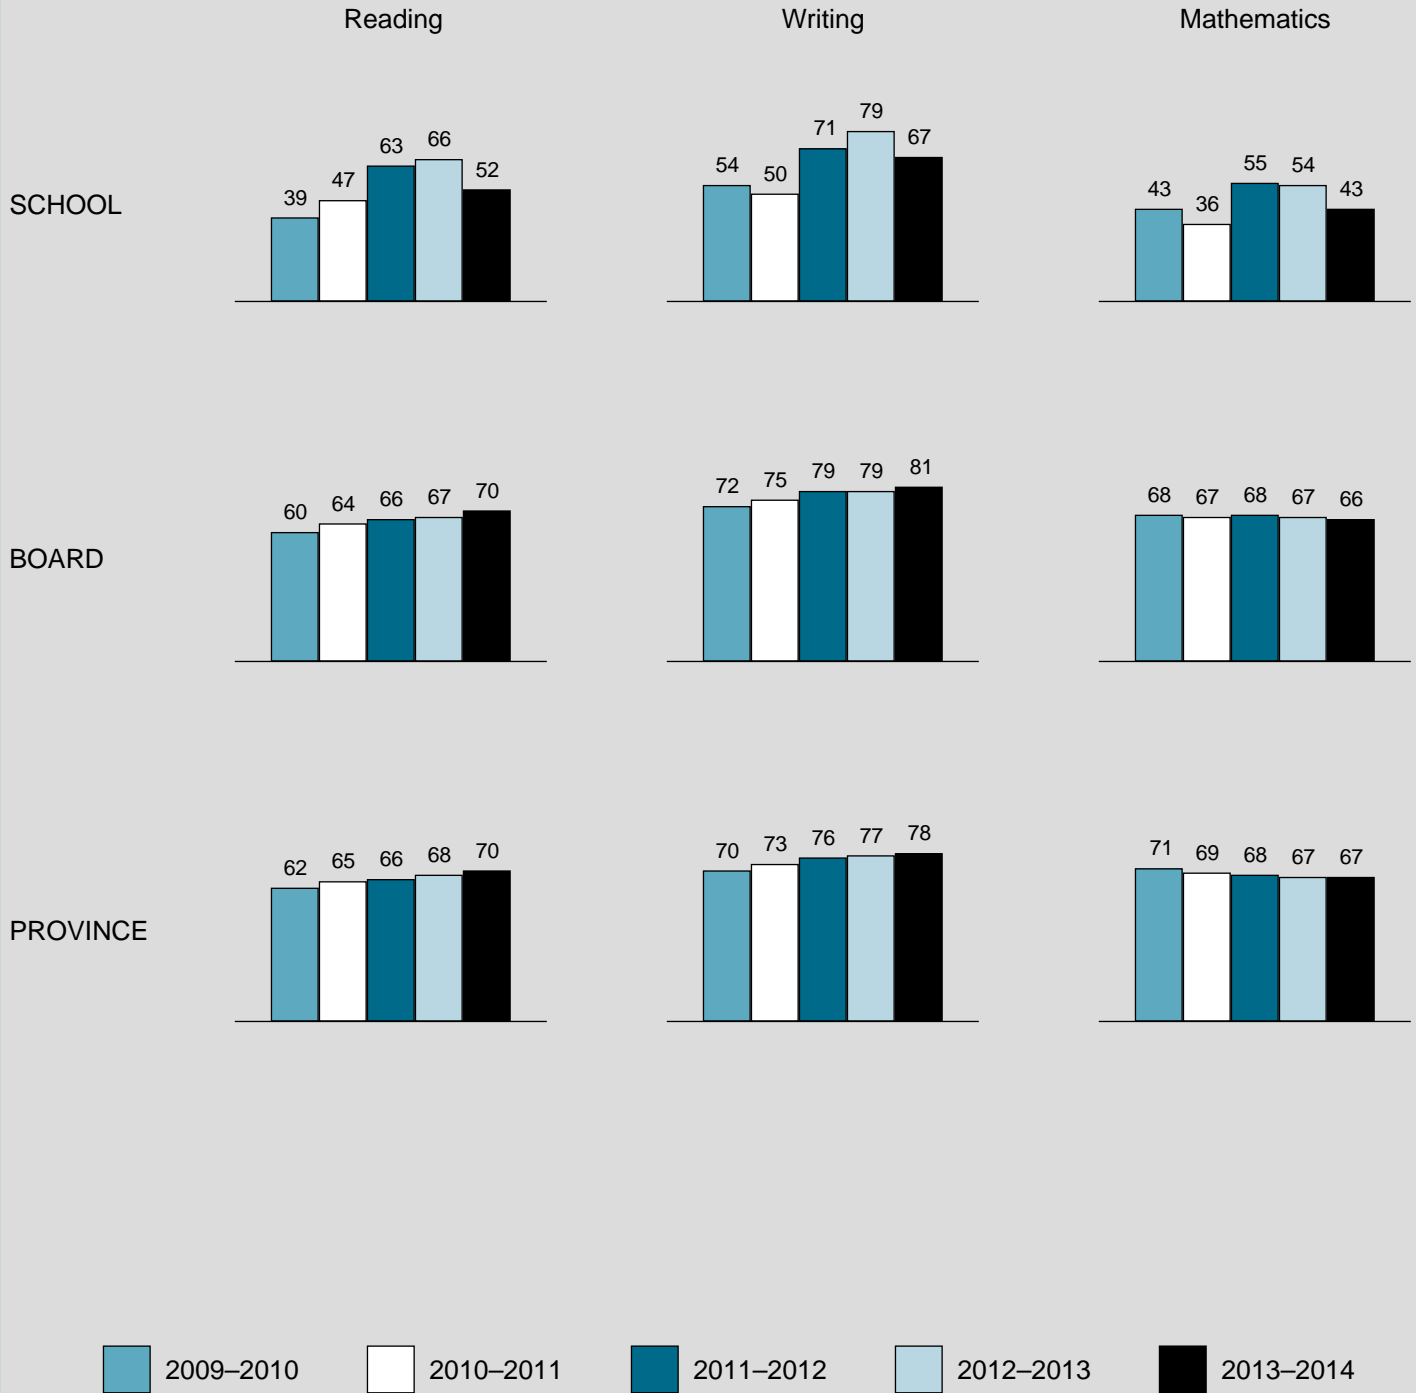 Reading Writing Mathematics
SCHOOL
39 47 63 66 52
54 50 71 79 67
43 36 55 54 43
BOARD
60 64 66 67 70
72 75 79 79 81
68 67 68 67 66
PROVINCE
62 65 66 68 70
70 73 76 77 78
71 69 68 67 67
2009–2010 2010–2011 2011–2012 2012–2013 2013–2014